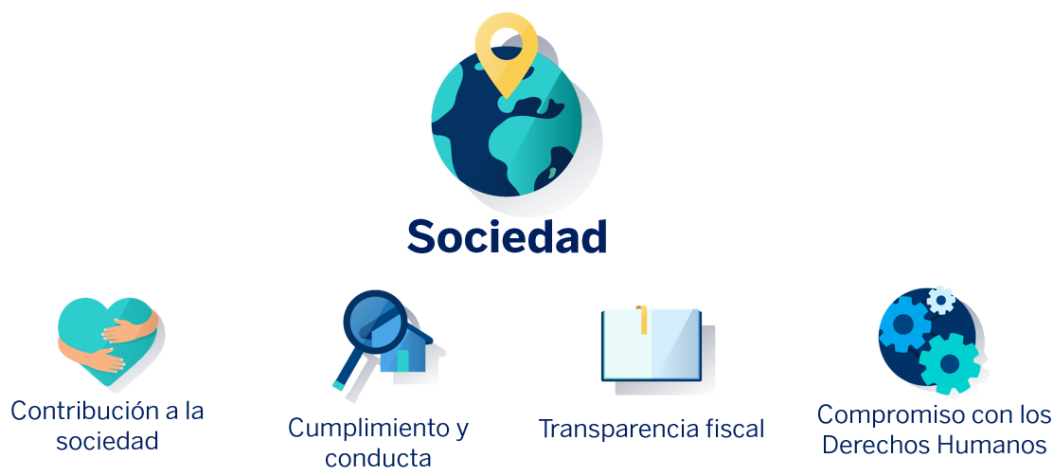 Sociedad
Contribución a la
sociedad
Cumplimiento y
conducta
Transparencia fiscal
Compromiso con los
Derechos Humanos